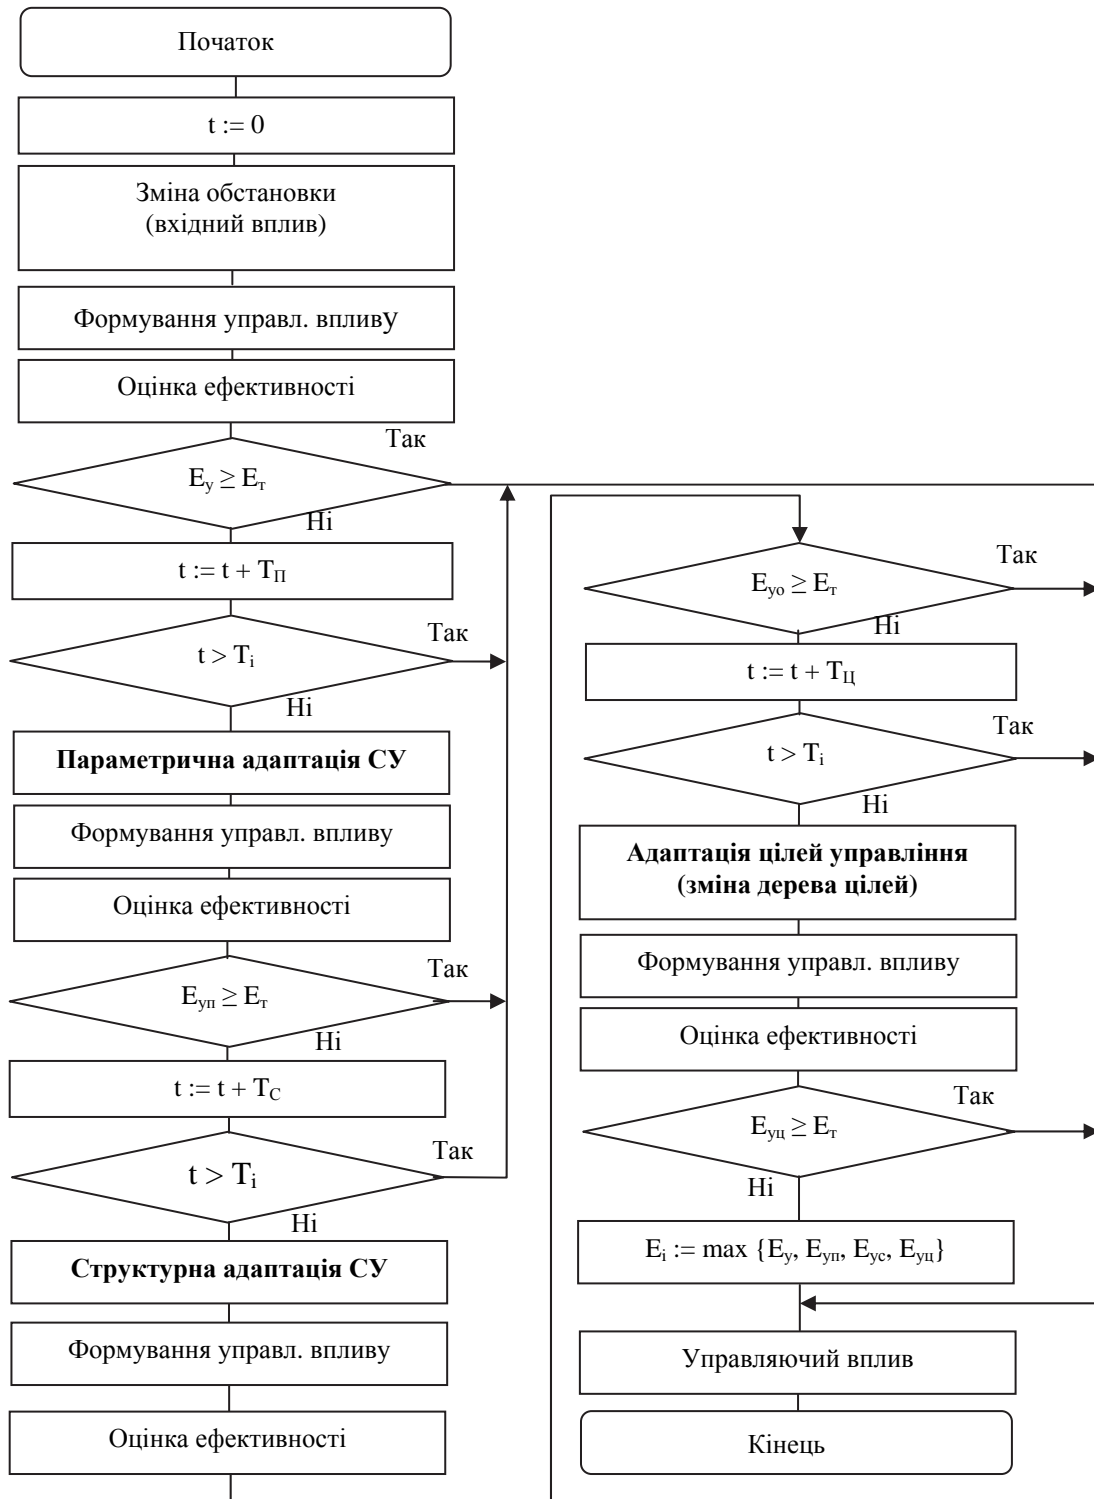 Початок
t := 0
Зміна обстановки
(вхідний вплив)
Формування управл. впливу
Оцінка ефективності
Так
Eу ≥ Eт
Ні
t := t + TП
Так
t > Ti
Ні
Параметрична адаптація СУ
Формування управл. впливу
Оцінка ефективності
Так
Eуп ≥ Eт
Ні
t := t + TС
Так
t > Ti
Ні
Структурна адаптація СУ
Формування управл. впливу
Оцінка ефективності
Так
Eуо ≥ Eт
Ні
t := t + TЦ
Так
t > Ti
Ні
Адаптація цілей управління
(зміна дерева цілей)
Формування управл. впливу
Оцінка ефективності
Так
Eуц ≥ Eт
Ні
Ei := max {Eу, Eуп, Eус, Eуц}
Управляючий вплив
Кінець